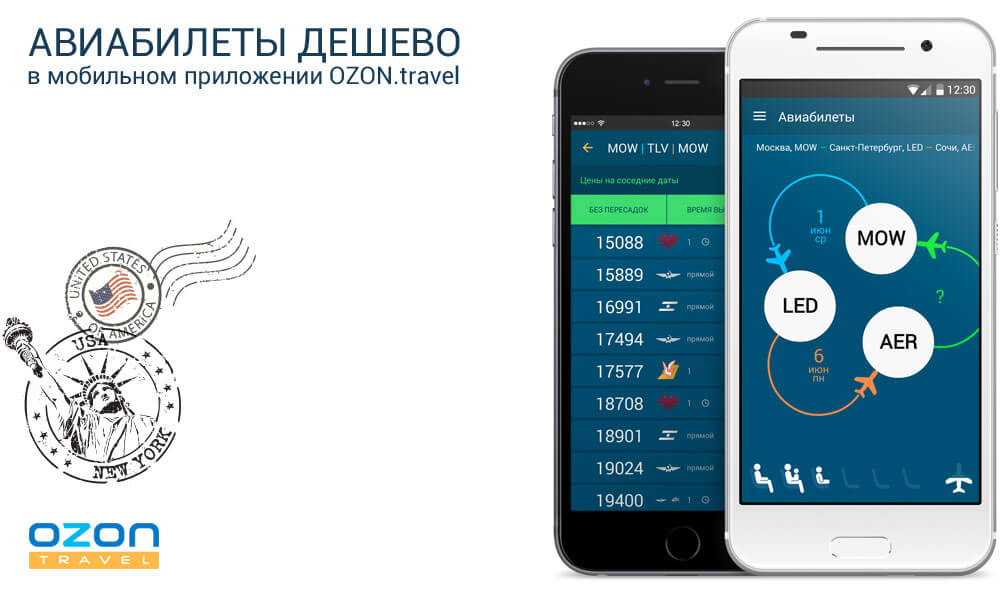 АВИАБИЛЕТЫ ДЕШЕВО
в мобильном приложении OZON.travel
UNITED STATES
OF AMERICA
USA
NEW YORK
OZON
TRAVEL
12:30
MOW | TLV | MOW
Цены на соседние даты
БЕЗ ПЕРЕСАДОК
ВРЕМЯ ВЫ
15088 1
15889 прямой
16991 прямой
17494 прямой
17577 1
18708 1
18901 прямой
19024 прямой
19400 1
12:30
Авиабилеты
Москва, MOW — Санкт-Петербург, LED — Сочи, AE
1
июн
ср
MOW
LED
?
AER
6
июн
пн